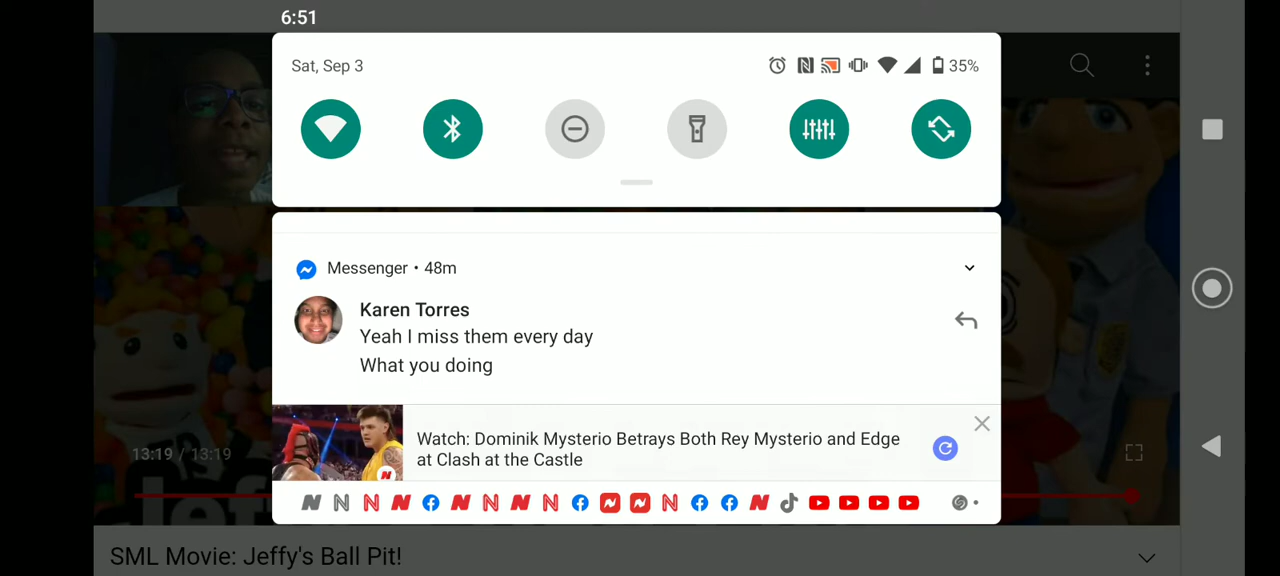 6:51
Sat, Sep 3
35%
Messenger • 48m
Karen Torres
Yeah I miss them every day
What you doing
Watch: Dominik Mysterio Betrays Both Rey Mysterio and Edge
at Clash at the Castle
13:19 / 13:19
SML Movie: Jeffy's Ball Pit!